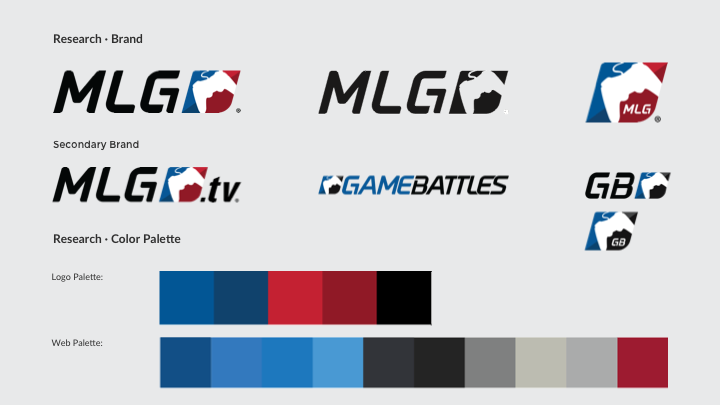 Research · Brand
MLG ®
MLG
MLG ®
Secondary Brand
MLG.tv®
GAMEBATTLES
GB
GB
Research · Color Palette
Logo Palette:
Web Palette: